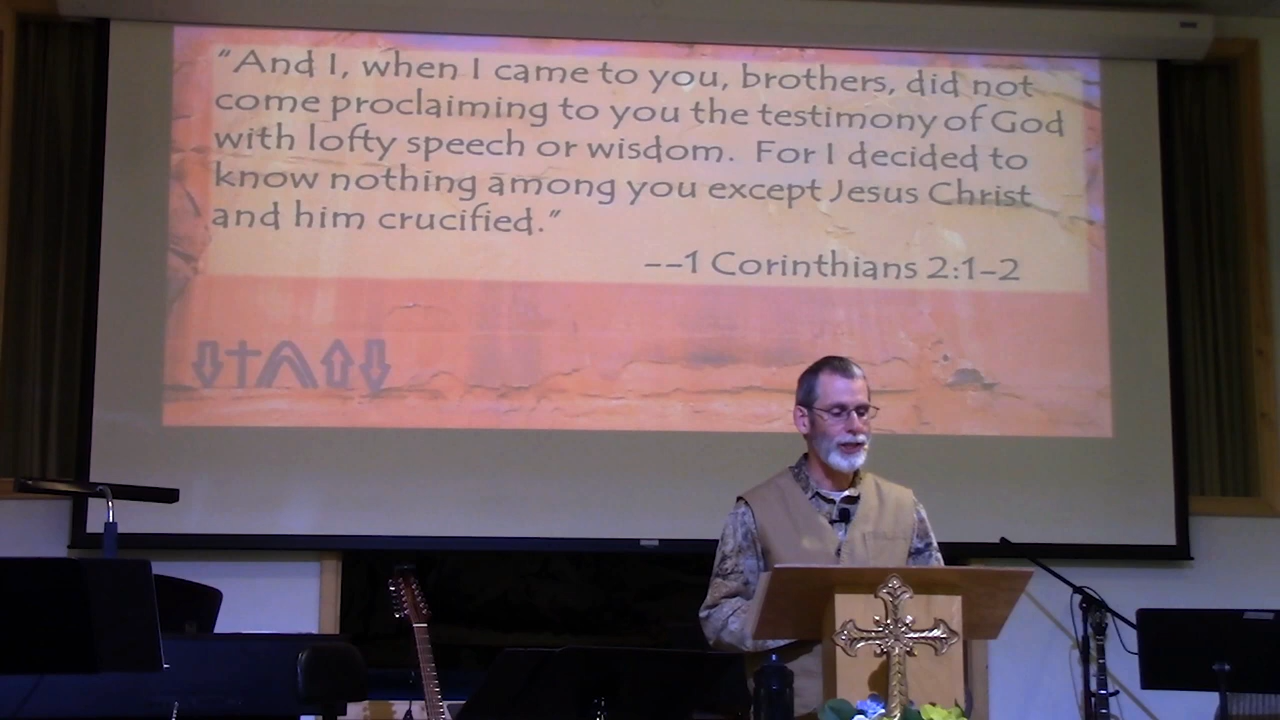 “And I, when I came to you, brothers, did not
come proclaiming to you the testimony of God
with lofty speech or wisdom. For I decided to
know nothing among you except Jesus Christ
and him crucified.”
--1 Corinthians 2:1-2